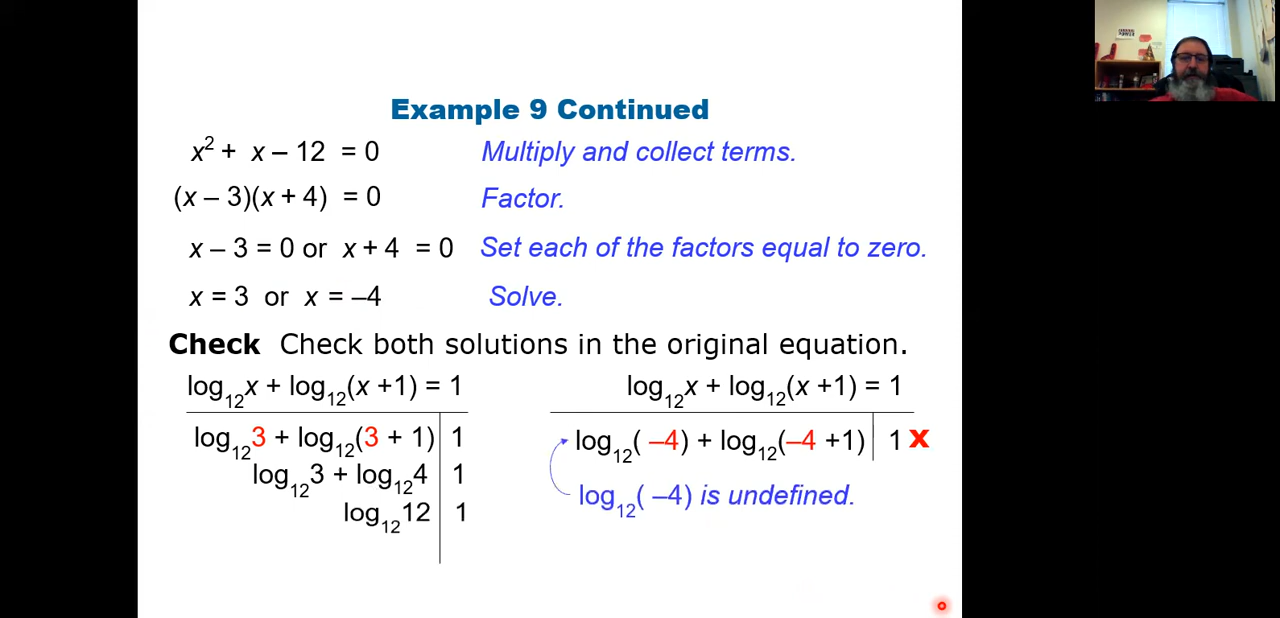 Example 9 Continued
x² + x – 12 = 0 Multiply and collect terms.
(x – 3)(x + 4) = 0 Factor.
x – 3 = 0 or x + 4 = 0 Set each of the factors equal to zero.
x = 3 or x = –4 Solve.
Check Check both solutions in the original equation.
log₁₂x + log₁₂(x +1) = 1
log₁₂3 + log₁₂(3 + 1) 1
log₁₂3 + log₁₂4 1
log₁₂12 1
log₁₂x + log₁₂(x +1) = 1
log₁₂( –4) + log₁₂(–4 +1) 1 x
log₁₂( –4) is undefined.